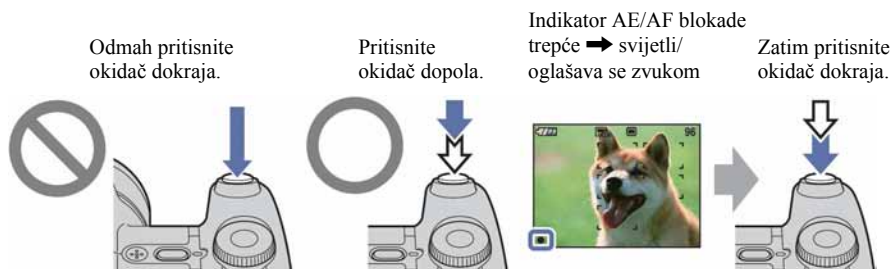 Odmah pritisnite
okidač dokraja.
Pritisnite
okidač dopola.
Indikator AE/AF blokade
trepće ➡ svijetli/
oglašava se zvukom
96
Zatim pritisnite
okidač dokraja.